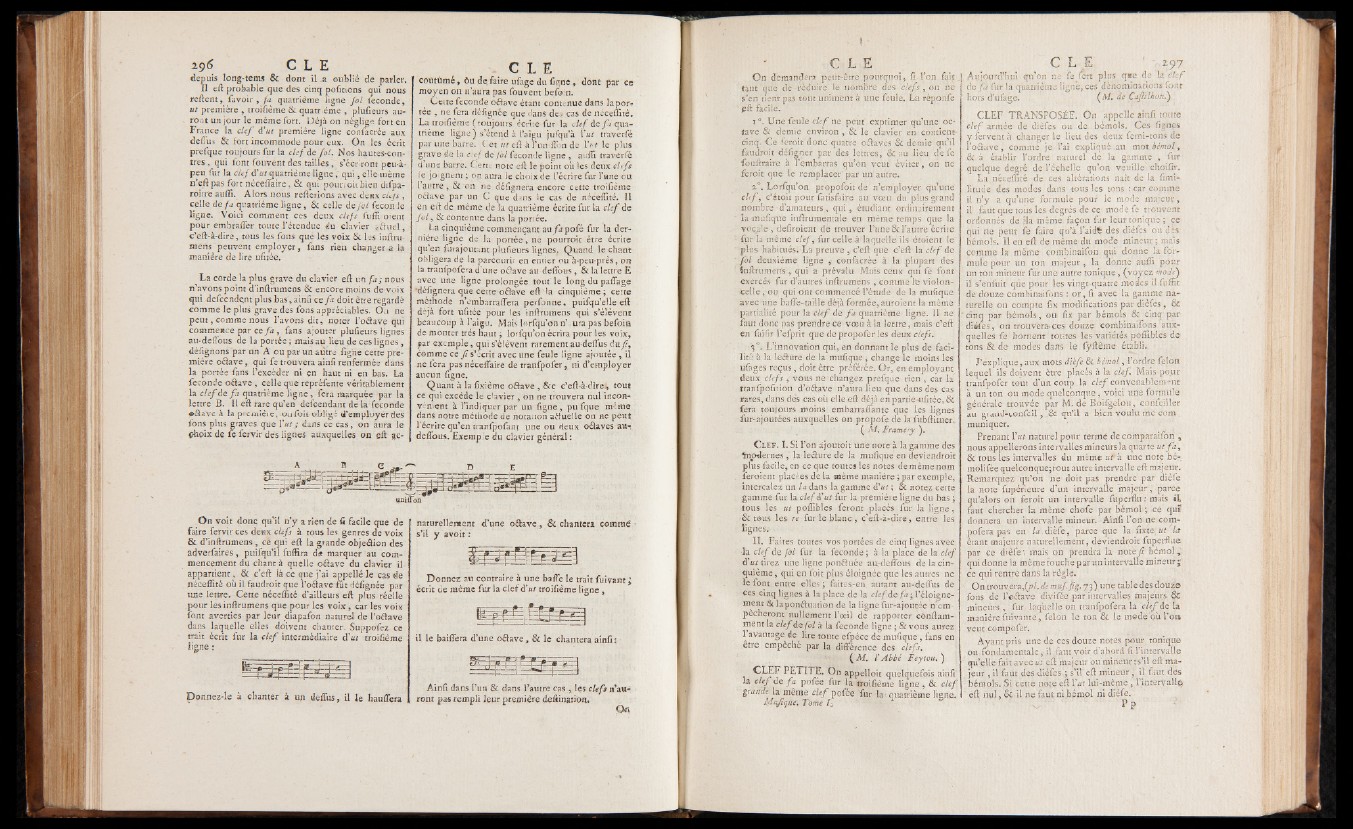 296 C L E
depuis long-tems & dont il a oublié de parler.
Il eſt probable que des cinq poſitions qui nous
reſtent, ſavoir, fa quatrième ligne ſol ſeconde,
ut première, troiſième & quatrième, pluſieurs au-
ront un jour le même ſort. Déjà on néglige fort en
France la clef d'ut première ligne conſacrée aux
deſſus & fort incommode pour eux. On les écrit
preſque toujours ſur la clef de ſol. Nos hautes-con-
tres, qui ſont ſouvent des tailles, s'écriront peu-à-
peu ſur la clef d'ut quatrième ligne, qui, elle même
n'eſt pas fort néceſſaire, & qui pourroit bien diſpa-
roître auſſi. Alors nous reſterions avec deux clefs,
celle de fa quatrième ligne, & celle de ſol ſeconde
ligne. Voici comment ces deux clefs ſuffiroient
pour embraſſer toute l'étendue du clavier actuel,
c'eſt-à-dire, tous les ſons que les voix & les inſtru-
mens peuvent employer, ſans rien changer à la
manière de lire uſitée.
La corde la plus grave du clavier eſt un fa; nous
n'avons point d'inſtrumens & encore moins de voix
qui deſcendent plus bas, ainſi ce fa doit être regardé
comme le plus grave des ſons appréciables. On ne
peut, comme nous l'avons dit, noter l'octave qui
commence par ce fa, ſans ajouter pluſieurs lignes
au-deſſous de la portée; mais au lieu de ces lignes,
déſignons par un A ou par un autre ſigne cette pre-
mière octave, qui ſe trouvera ainſi renfermée dans
la portée ſans l'excéder ni en haut ni en bas. La
ſeconde octave, celle que repréſente véritablement
la clef de fa quatrième ligne, ſera marquée par la
lettre B. Il eſt rare qu'en deſcendant de la ſeconde
octave à la première, on ſoit obligé d'employer des
ſons plus graves que l'ut; dans ce cas, on aura le
choix de ſe ſervir des lignes auxquelles on eſt ac-
C L E
coutumé, ou de faire uſage du ſigne, dont par ce
moyen on n'aura pas ſouvent beſoin.
Cette ſeconde octave étant contenue dans la por-
tée, ne ſera déſignée que dans des cas de néceſſité.
La troiſième (toujours écrite ſur la clef de fa qua-
trième ligne) s'étend à l'aigu juſqu'à l'ut traverſé
par une barre. Cet ut eſt à l'uniſſon de l'ut le plus
grave de la clef de ſol ſeconde ligne, auſſi traverſé
d'une barre. Cette note eſt le point où les deux clefs
ſe joignent; on aura le choix de l'écrire ſur l'une ou
l'autre, & on ne déſignera encore cette troiſième
octave par un C que dans le cas de néceſſité. Il
en eſt de même de la quatrième écrite ſur la clef de
ſol, & contenue dans la portée.
La cinquième commençant au fa poſé ſur la der-
nière ligne de la portée, ne pourroit être écrite
qu'en ſurajoutant pluſieurs lignes. Quand le chant
obligera de la parcourir en entier ou à-peu-près, on
la tranſpoſera d'une octave au-deſſous, & la lettre E
avec une ligne prolongée tout le long du paſſage
déſignera que cette octave eſt la cinquième; cette
méthode n'embarraſſera perſonne, puiſqu'elle eſt
déjà fort uſitée pour les inſtrumens qui s'élèvent
beaucoup à l'aigu. Mais lorſqu'on n'aura pas beſoin
de monter très haut; lorſqu'on écrira pour les voix,
par exemple, qui s'élèvent rarement au-deſſus du ſi,
comme ce ſi s'écrit avec une ſeule ligne ajoutée, il
ne ſera pas néceſſaire de tranſpoſer, ni d'employer
aucun ſigne.
Quant à la ſixième octave, &c c'eſt-à-dire, tout
ce qui excède le clavier, on ne trouvera nul incon-
vénient à l'indiquer par un ſigne, puſque même
dans notre méthode de notation actuelle on ne peut
l'écrire qu'en tranſpoſant une ou deux octaves au-
deſſous. Exemple du clavier général:
A B C D E
uniſſon
On voit donc qu'il n'y a rien de ſi facile que de
faire ſervir ces deux clefs à tous les genres de voix
& d'inſtrumens, ce qui eſt la grande objection des
adverſaires, puiſqu'il ſuffira de marquer au com-
mencement du chant à quelle octave du clavier il
appartient, & c'eſt là ce que j'ai appellé le cas de
néceſſité où il faudroit que l'octave fût déſignée par
une lettre. Cette néceſſité d'ailleurs eſt plus réelle
pour les inſtrumens que pour les voix, car les voix
ſont averties par leur diapaſon naturel de l'octave
dans laquelle elles doivent chanter. Suppoſez ce
trait écrit ſur la clef intermédiaire d'ut troiſième
ligne:
Donnez-le à chanter à un deſſus, il le hauſſera
naturellement d'une octave, & chantera comme
s'il y avoit:
Donnez au contraire à une baſſe le trait ſuivant;
écrit de même ſur la clef d'ut troiſième ligne,
il le baiſſera d'une octave, & le chantera ainſi:
Ainſi dans l'un & dans l'autre cas, les clefs n'au-
ront pas rempli leur première deſtination.
On
C L E
On demandera peut-être pourquoi, ſi l'on fait
tant que de réduire le nombre des clefs, on ne
s'en tient pas tout uniment à une ſeule. La réponſe
eſt facile.
1°. Une ſeule clef ne peut exprimer qu'une oc-
tave & demie environ, & le clavier en contient
cinq. Ce ſeroit donc quatre octaves & demie qu'il
faudroit déſigner par des lettres, & au lieu de ſe
ſouſtraire à l'embarras qu'on veut éviter, on ne
feroit que le remplacer par un autre.
2°. Lorſqu'on propoſoit de n'employer qu'une
clef, c'étoit pour ſatisfaire au vœu du plus grand
nombre d'amateurs, qui, étudiant ordinairement
la muſique inſtrumentale en même temps que la
vocale, deſiroient de trouver l'une & l'autre écrite
ſur la même clef, ſur celle à laquelle ils étoient le
plus habitués. La preuve, c'eſt que c'eſt la clef de
ſol deuxième ligne, conſacrée à la plupart des
inſtrumens, qui a prévalu. Mais ceux qui ſe ſont
exercés ſur d'autres inſtrumens, comme le violon-
celle, ou qui ont commencé l'étude de la muſique
avec une baſſe-taille déjà formée, auroient la même
partialité pour la clef de fa quatrième ligne. Il ne
faut donc pas prendre ce vœu à la lettre, mais c'eſt
en ſaiſir l'eſprit que de propoſer les deux clefs.
3°. L'innovation qui, en donnant le plus de faci-
lité à la lecture de la muſique, change le moins les
uſages reçus, doit être préférée. Or, en employant
deux clefs, vous ne changez preſque rien, car la
tranſpoſition d'octave n'aura lieu que dans des cas
rares, dans des cas où elle eſt déjà en partie uſitée, &
ſera toujours moins embarraſſante que les lignes
ſur-ajoutées auxquelles on propoſe de la ſubſtituer.
( M. Framery ).
CLEF. I. Si l'on ajoutoit une note à la gamme des
modernes, la lecture de la muſique en deviendroit
plus facile, en ce que toutes les notes de même nom
ſeroient placées de la même manière; par exemple,
intercalez un la dans la gamme d'ut; & notez cette
gamme ſur la clef d'ut ſur la première ligne du bas;
tous les ut poſſibles ſeront placés ſur la ligne,
& tous les re ſur le blanc, c'eſt-à-dire, entre les
lignes.
II. Faites toutes vos portées de cinq lignes avec
la clef de ſol ſur la ſeconde; à la place de la clef
d'ut tirez une ligne ponctuée au-deſſous de la cin-
quième, qui en ſoit plus éloignée que les autres ne
le ſont entre elles; faites-en autant au-deſſus de
ces cinq lignes à la place de la clef de fa; l'éloigne-
ment & la ponctuation de la ligne ſur-ajoutée n'em-
pêcheront nullement l'œil de rapporter conſtam-
ment la clef de ſol à la ſeconde ligne; & vous aurez
l'avantage de lire toute eſpèce de muſique, ſans en
être empêché par la différence des clefs.
( M. l'Abbé Feytou. )
CLEF PETITE. On appelloit quelquefois ainſi
la clef de fa poſée ſur la troiſième ligne, & clef
grande la même clef poſée ſur la quatrième ligne.
Muſique. Tome I.
C L E 297
Aujourd'hui qu'on ne ſe ſert plus que de la clef
de fa ſur la quatrième ligne, ces dénominations ſont
hors d'uſage. (M. de Caſtilhon.)
CLEF TRANSPOSÉE. On appelle ainſi toute
clef armée de dièſes ou de bémols. Ces ſignes
y ſervent à changer le lieu des deux ſemi-tons de
l'octave, comme je l'ai expliqué au mot bémol,
& à établir l'ordre naturel de la gamme, ſur
quelque degré de l'échelle qu'on veuille choiſir.
La néceſſité de ces altérations naît de la ſimi-
litude des modes dans tous les tons: car comme
il n'y a qu'une formule pour le mode majeur,
il faut que tous les degrés de ce mode ſe trouvent
ordonnés de la même façon ſur leur tonique; ce
qui ne peut ſe faire qu'à l'aide des dièſes ou des
bémols. Il en eſt de même du mode mineur; mais
comme la même combinaiſon qui donne la for-
mule pour un ton majeur, la donne auſſi pour
un ton mineur ſur une autre tonique, (voyez mode)
il s'enſuit que pour les vingt-quatre modes il ſuffit
de douze combinaiſons: or, ſi avec la gamme na-
turelle on compte ſix modifications par dièſes, &
cinq par bémols, ou ſix par bémols & cinq par
dièſes, on trouvera ces douze combinaiſons aux-
quelles ſe bornent toutes les variétés poſſibles de
tons & de modes dans le ſyſtême établi.
J'explique, aux mots dièſe & bémol, l'ordre ſelon
lequel ils doivent être placés à la clef. Mais pour
tranſpoſer tout d'un coup la clef convenablement
à un ton ou mode quelconque, voici une formule
générale trouvée par M. de Boiſgelou, conſeiller
au grand-conſeil, & qu'il a bien voulu me com-
muniquer.
Prenant l'ut naturel pour terme de comparaiſon,
nous appellerons intervalles mineurs la quarte ut fa,
& tous les intervalles du même ut à une note bé-
moliſée quelconque; tout autre intervalle eſt majeur.
Remarquez qu'on ne doit pas prendre par dièſe
la note ſupérieure d'un intervalle majeur, parce
qu'alors on feroit un intervalle ſuperflu: mais il
faut chercher la même choſe par bémol; ce qui
donnera un intervalle mineur. Ainſi l'on ne com-
poſera pas en la dièſe, parce que la ſixte ut la
étant majeure naturellement, deviendroit ſuperflue
par ce dièſe: mais on prendra la note ſi bémol,
qui donne la même touche par un intervalle mineur;
ce qui rentre dans la règle.
On trouvera, (pl. de muſ. fig. 73) une table des douze
ſons de l'octave diviſée par intervalles majeurs &
mineurs, ſur laquelle on tranſpoſera la clef de la
manière ſuivante, ſelon le ton & le mode où l'on
veut compoſer.
Ayant pris une de ces douze notes pour tonique
ou fondamentale, il faut voir d'abord ſi l'intervalle
qu'elle fait avec ut eſt majeur ou mineur: s'il eſt ma-
jeur, il faut des dièſes; s'il eſt mineur, il faut des
bémols. Si cette note eſt l'ut lui-même, l'intervalle
eſt nul, & il ne faut ni bémol ni dièſe.
P p